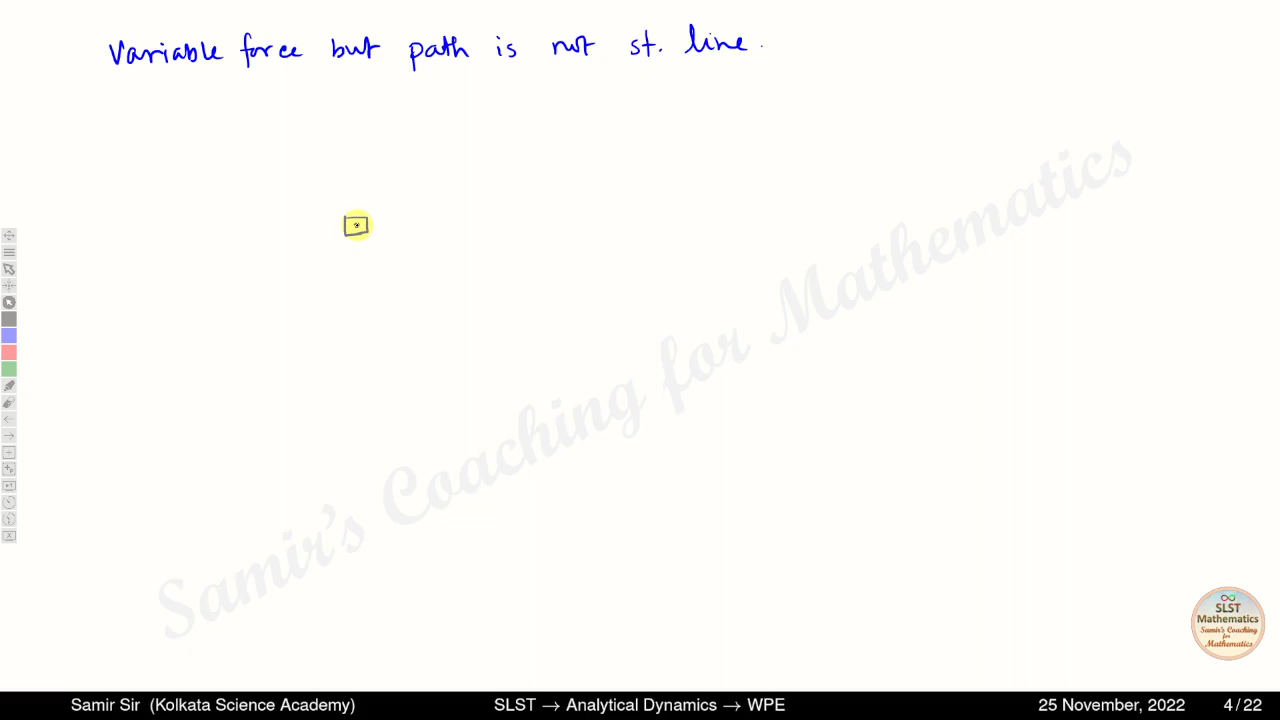 Variable force but path is not st. line.
Samir's Coaching for Mathematics
SLST
Mathematics
Samir's Coaching
for
Mathematics
Samir Sir (Kolkata Science Academy) SLST → Analytical Dynamics → WPE 25 November, 2022 4 / 22